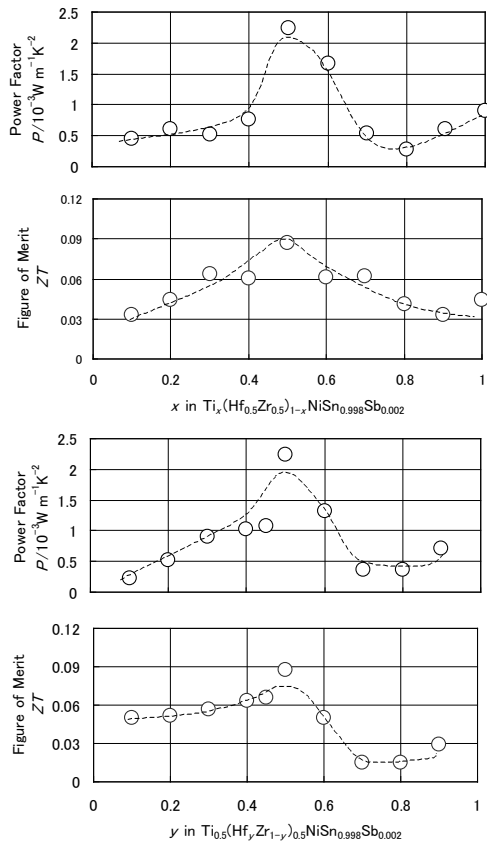 Power Factor
P/10⁻³W m⁻¹K⁻²
2.5
2
1.5
1
0.5
0
Figure of Merit
ZT
0.12
0.09
0.06
0.03
0
0 0.2 0.4 0.6 0.8 1
x in Tiₓ(Hf₀.₅Zr₀.₅)₁₋ₓNiSn₀.₉₉₈Sb₀.₀₀₂
Power Factor
P/10⁻³W m⁻¹K⁻²
2.5
2
1.5
1
0.5
0
Figure of Merit
ZT
0.12
0.09
0.06
0.03
0
0 0.2 0.4 0.6 0.8 1
y in Ti₀.₅(HfᵧZr₁₋ᵧ)₀.₅NiSn₀.₉₉₈Sb₀.₀₀₂